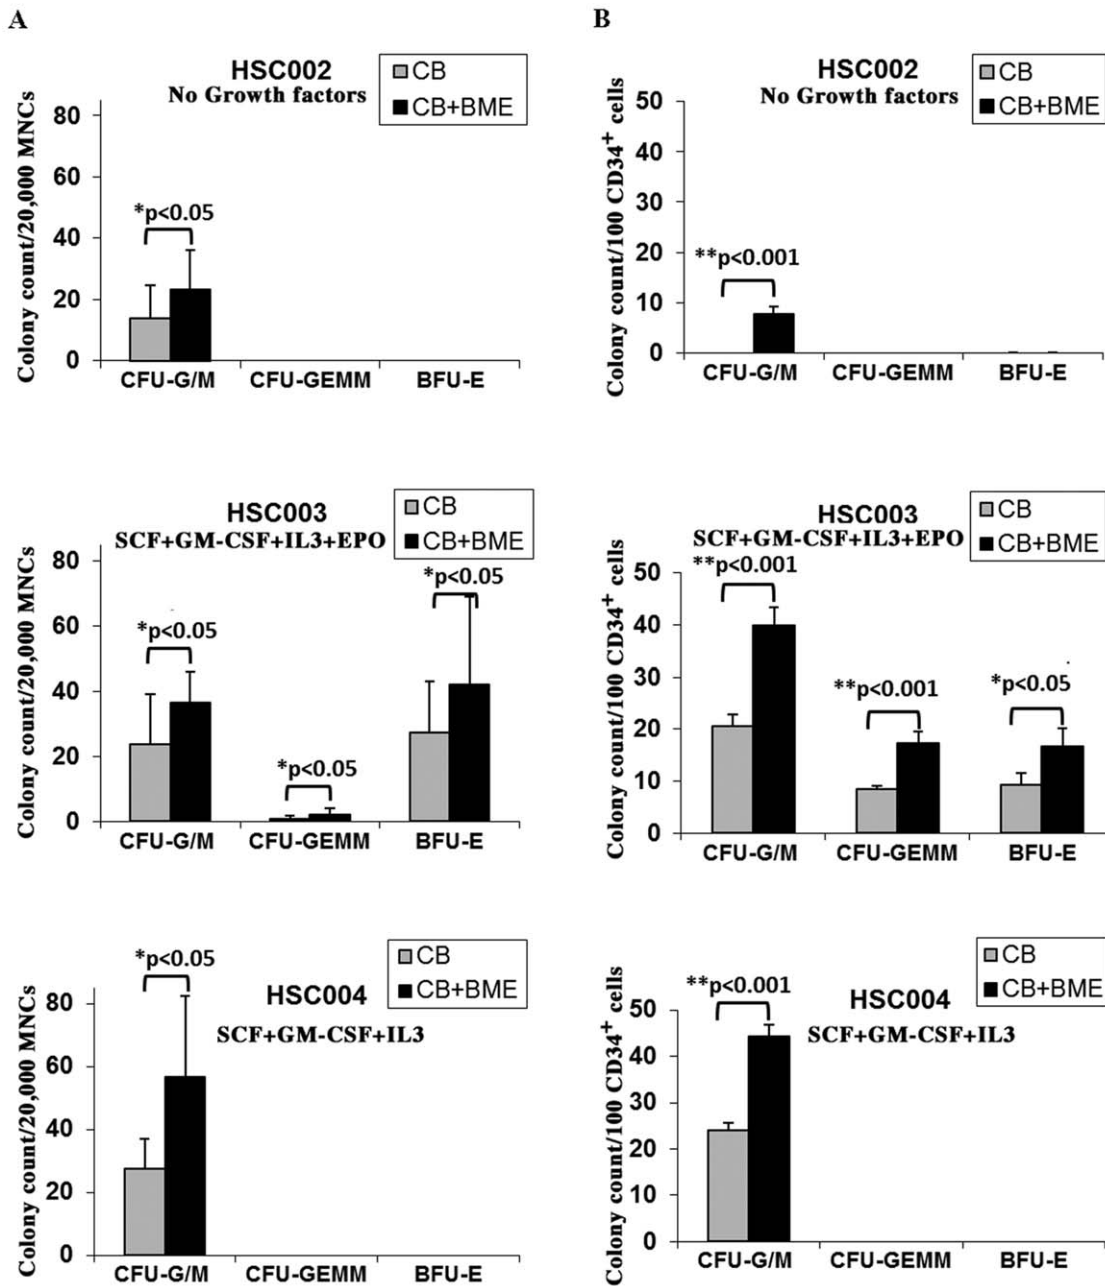 A
HSC002
No Growth factors
CB
CB+BME
Colony count/20,000 MNCs
80
60
40
20
0
*p<0.05
CFU-G/M CFU-GEMM BFU-E
B
HSC002
No Growth factors
CB
CB+BME
Colony count/100 CD34+ cells
50
40
30
20
10
0
**p<0.001
CFU-G/M CFU-GEMM BFU-E
HSC003
SCF+GM-CSF+IL3+EPO
CB
CB+BME
Colony count/20,000 MNCs
80
60
40
20
0
*p<0.05
*p<0.05
*p<0.05
CFU-G/M CFU-GEMM BFU-E
HSC003
SCF+GM-CSF+IL3+EPO
CB
CB+BME
Colony count/100 CD34+ cells
50
40
30
20
10
0
**p<0.001
**p<0.001
*p<0.05
CFU-G/M CFU-GEMM BFU-E
HSC004
SCF+GM-CSF+IL3
CB
CB+BME
Colony count/20,000 MNCs
80
60
40
20
0
*p<0.05
CFU-G/M CFU-GEMM BFU-E
HSC004
SCF+GM-CSF+IL3
CB
CB+BME
Colony count/100 CD34+ cells
50
40
30
20
10
0
**p<0.001
CFU-G/M CFU-GEMM BFU-E